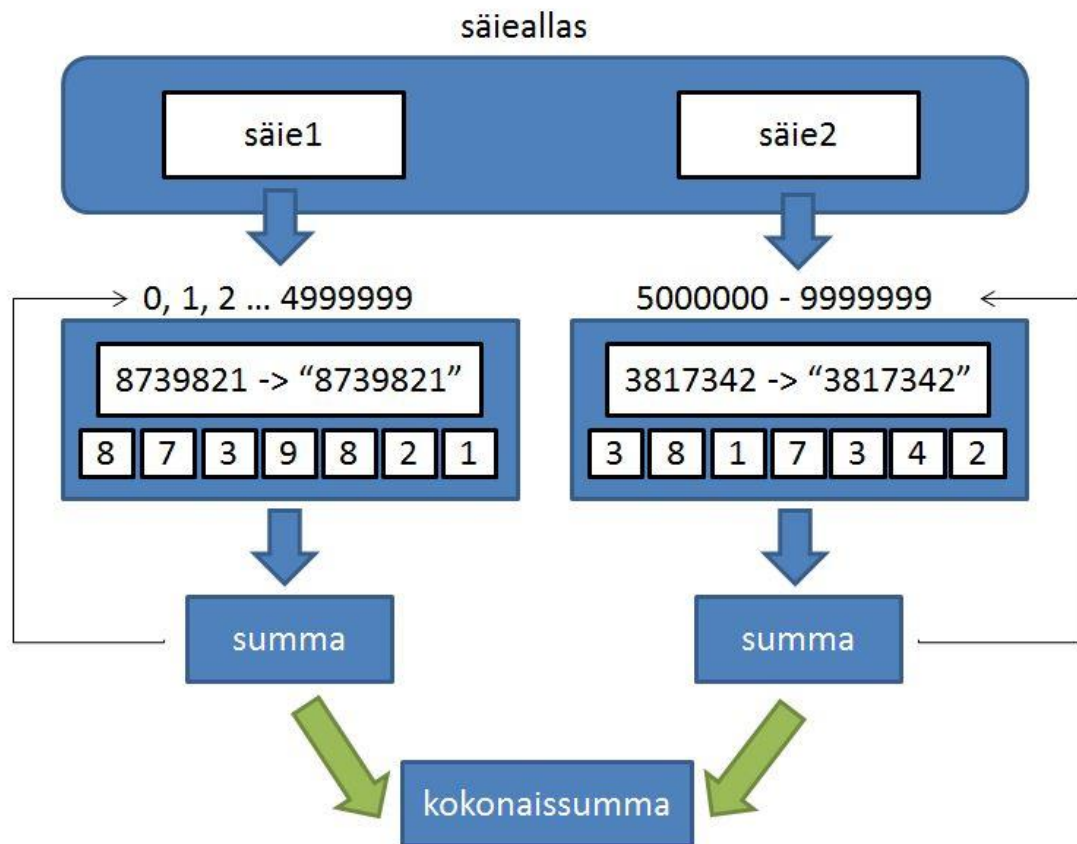 säieallas
säie1
säie2
0, 1, 2 ... 4999999
5000000 - 9999999
8739821 -> “8739821”
3817342 -> “3817342”
8 7 3 9 8 2 1
3 8 1 7 3 4 2
summa
summa
kokonaissumma